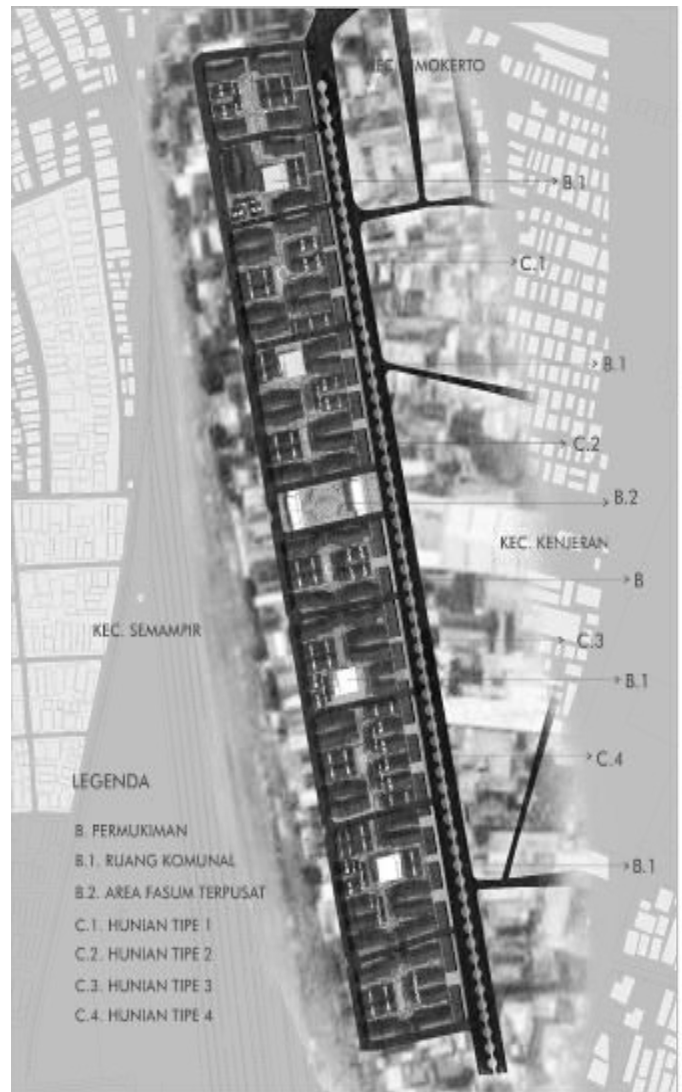 KEC. SIMOKERTO
B.1
C.1
B.1
C.2
B.2
KEC. KENJERAN
B
KEC. SEMAMPIR
C.3
B.1
C.4
B.1
LEGENDA
B. PERMUKIMAN
B.1. RUANG KOMUNAL
B.2. AREA FASUM TERPUSAT
C.1. HUNIAN TIPE 1
C.2. HUNIAN TIPE 2
C.3. HUNIAN TIPE 3
C.4. HUNIAN TIPE 4